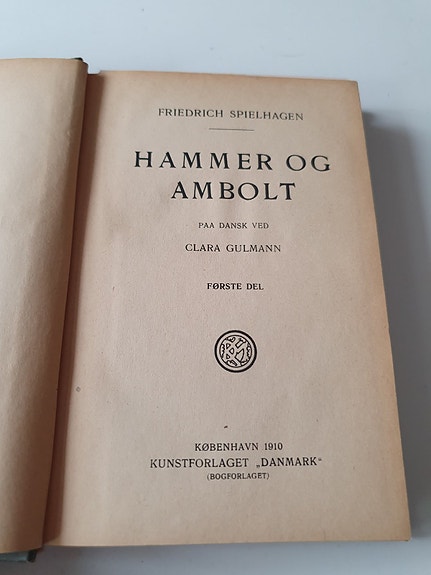 FRIEDRICH SPIELHAGEN
HAMMER OG
AMBOLT
PAA DANSK VED
CLARA GULMANN
FØRSTE DEL
KØBENHAVN 1910
KUNSTFORLAGET „DANMARK“
(BOGFORLAGET)